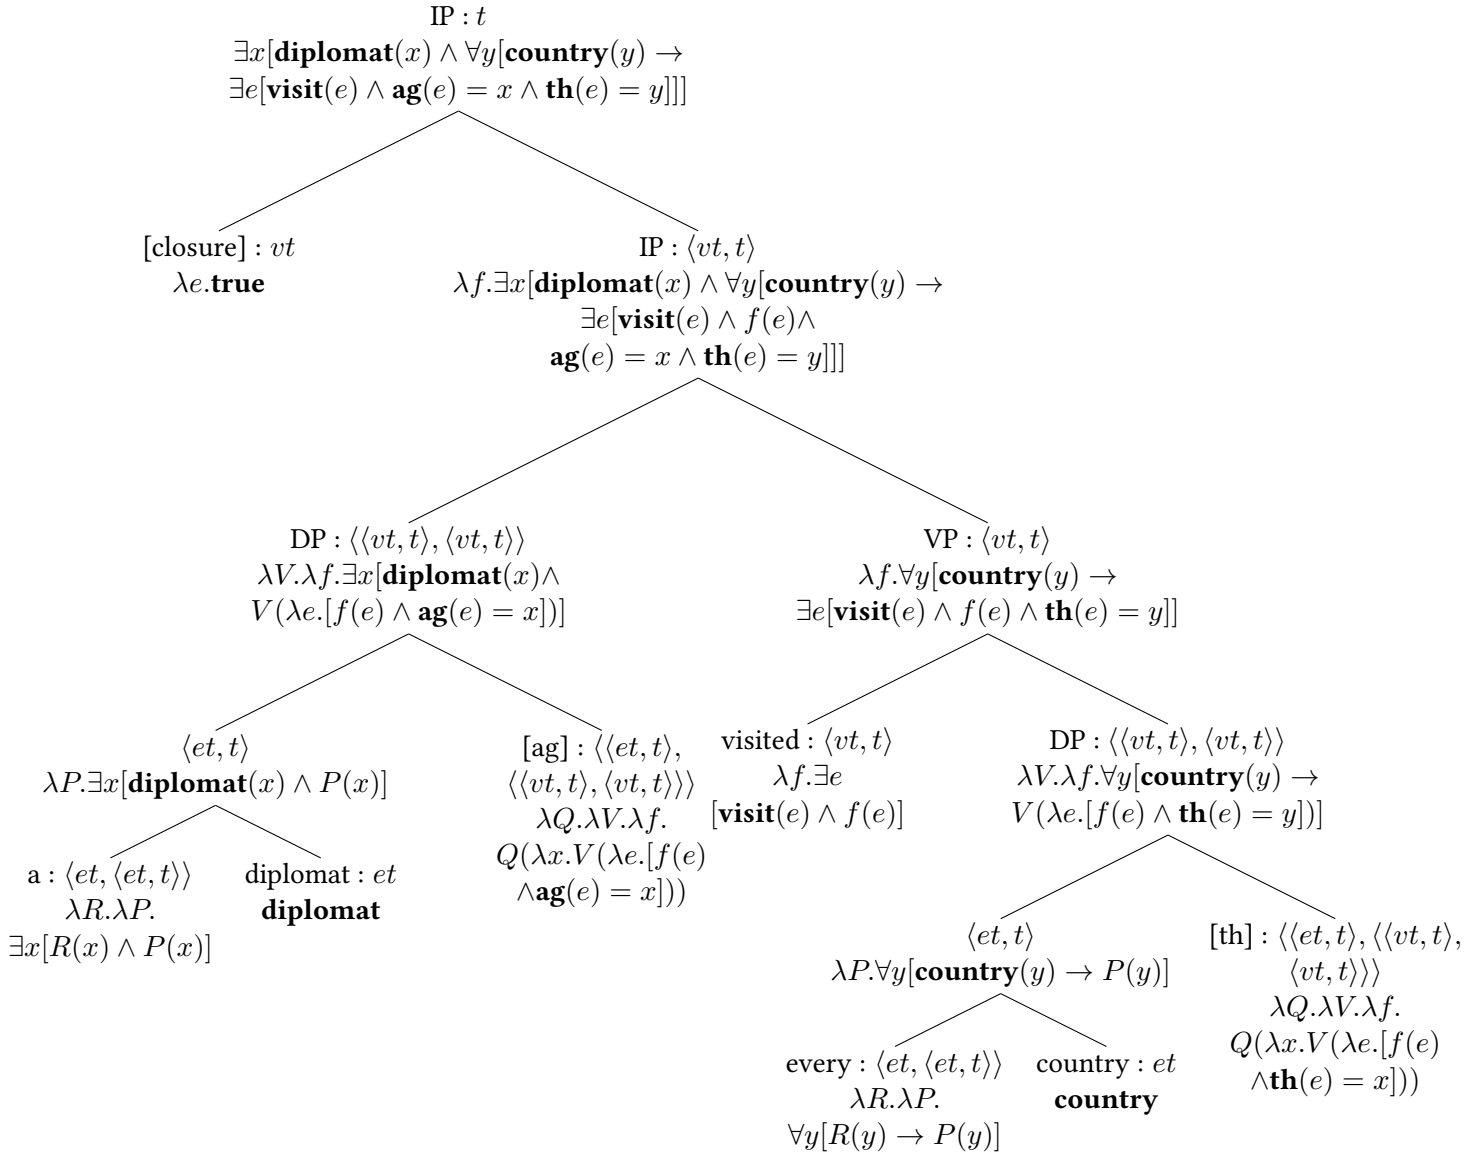 IP : t
∃x[diplomat(x) ∧ ∀y[country(y) →
∃e[visit(e) ∧ ag(e) = x ∧ th(e) = y]]]
[closure] : vt
λe.true
IP : ⟨vt, t⟩
λf.∃x[diplomat(x) ∧ ∀y[country(y) →
∃e[visit(e) ∧ f(e)∧
ag(e) = x ∧ th(e) = y]]]
DP : ⟨⟨vt, t⟩, ⟨vt, t⟩⟩
λV.λf.∃x[diplomat(x)∧
V(λe.[f(e) ∧ ag(e) = x])]
VP : ⟨vt, t⟩
λf.∀y[country(y) →
∃e[visit(e) ∧ f(e) ∧ th(e) = y]]
⟨et, t⟩
λP.∃x[diplomat(x) ∧ P(x)]
[ag] : ⟨⟨et, t⟩,
⟨⟨vt, t⟩, ⟨vt, t⟩⟩⟩
λQ.λV.λf.
Q(λx.V(λe.[f(e)
∧ag(e) = x]))
visited : ⟨vt, t⟩
λf.∃e
[visit(e) ∧ f(e)]
DP : ⟨⟨vt, t⟩, ⟨vt, t⟩⟩
λV.λf.∀y[country(y) →
V(λe.[f(e) ∧ th(e) = y])]
a : ⟨et, ⟨et, t⟩⟩
λR.λP.
∃x[R(x) ∧ P(x)]
diplomat : et
diplomat
⟨et, t⟩
λP.∀y[country(y) → P(y)]
[th] : ⟨⟨et, t⟩, ⟨⟨vt, t⟩,
⟨vt, t⟩⟩⟩
λQ.λV.λf.
Q(λx.V(λe.[f(e)
∧th(e) = x]))
every : ⟨et, ⟨et, t⟩⟩
λR.λP.
∀y[R(y) → P(y)]
country : et
country